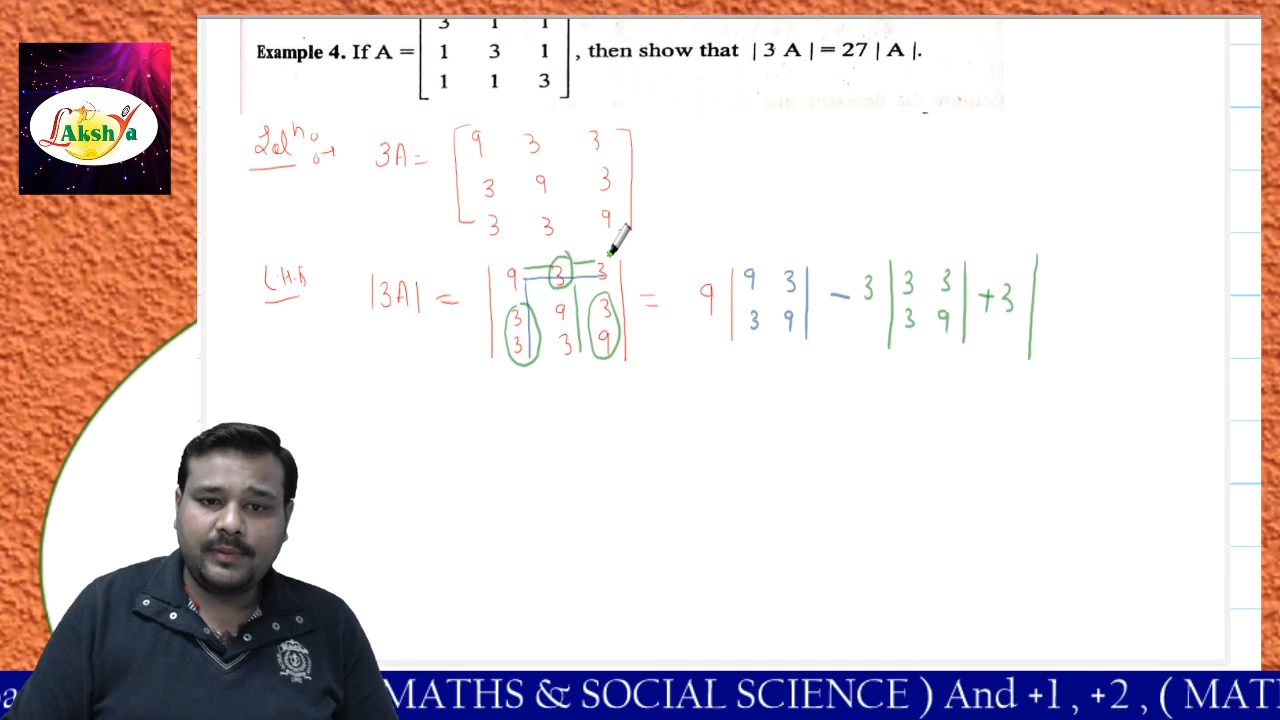 LAkshya
3 1 1
Example 4. If A = 1 3 1 , then show that | 3 A | = 27 | A |.
1 1 3
Solⁿ
3A =
9 3 3
3 9 3
3 3 9
L.H.S
|3A| = | 9 3 3 | = 9 | 9 3 | - 3 | 3 3 | + 3 |
| 3 9 3 | | 3 9 | | 3 9 |
| 3 3 9 |
MATHS & SOCIAL SCIENCE ) And +1 , +2 , ( MAT